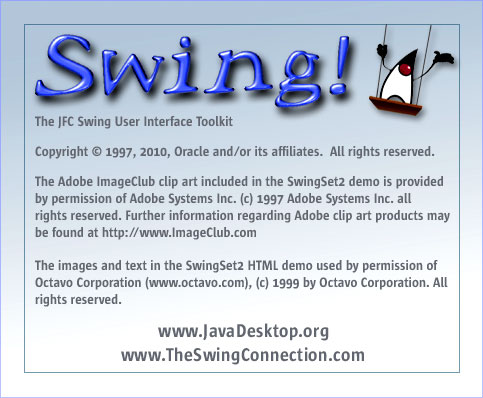 Swing!
The JFC Swing User Interface Toolkit
Copyright © 1997, 2010, Oracle and/or its affiliates. All rights reserved.
The Adobe ImageClub clip art included in the SwingSet2 demo is provided
by permission of Adobe Systems Inc. (c) 1997 Adobe Systems Inc. all
rights reserved. Further information regarding Adobe clip art products may
be found at http://www.ImageClub.com
The images and text in the SwingSet2 HTML demo used by permission of
Octavo Corporation (www.octavo.com), (c) 1999 by Octavo Corporation. All
rights reserved.
www.JavaDesktop.org
www.TheSwingConnection.com